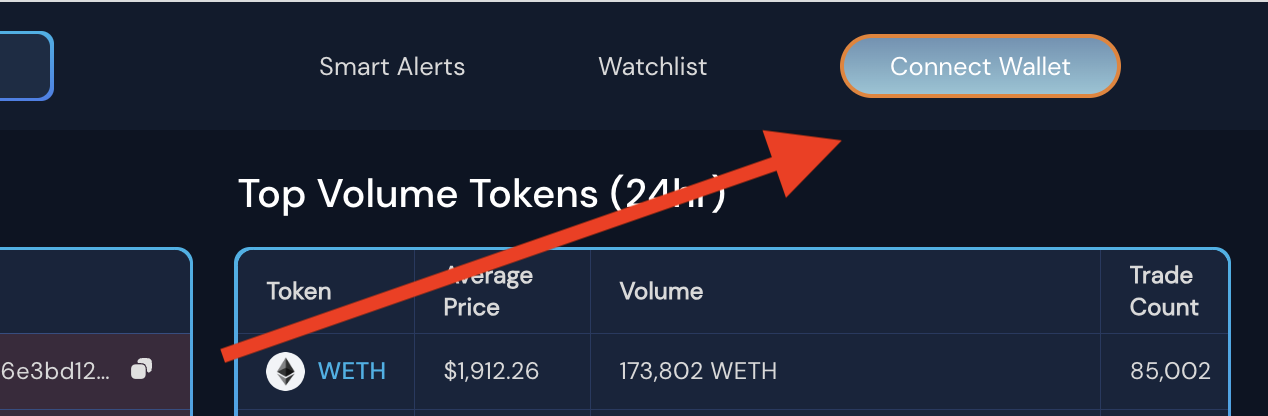 Smart Alerts
Watchlist
Connect Wallet
Top Volume Tokens (24hr)
Token
Average
Price
Volume
Trade
Count
6e3bd12...
WETH
$1,912.26
173,802 WETH
85,002